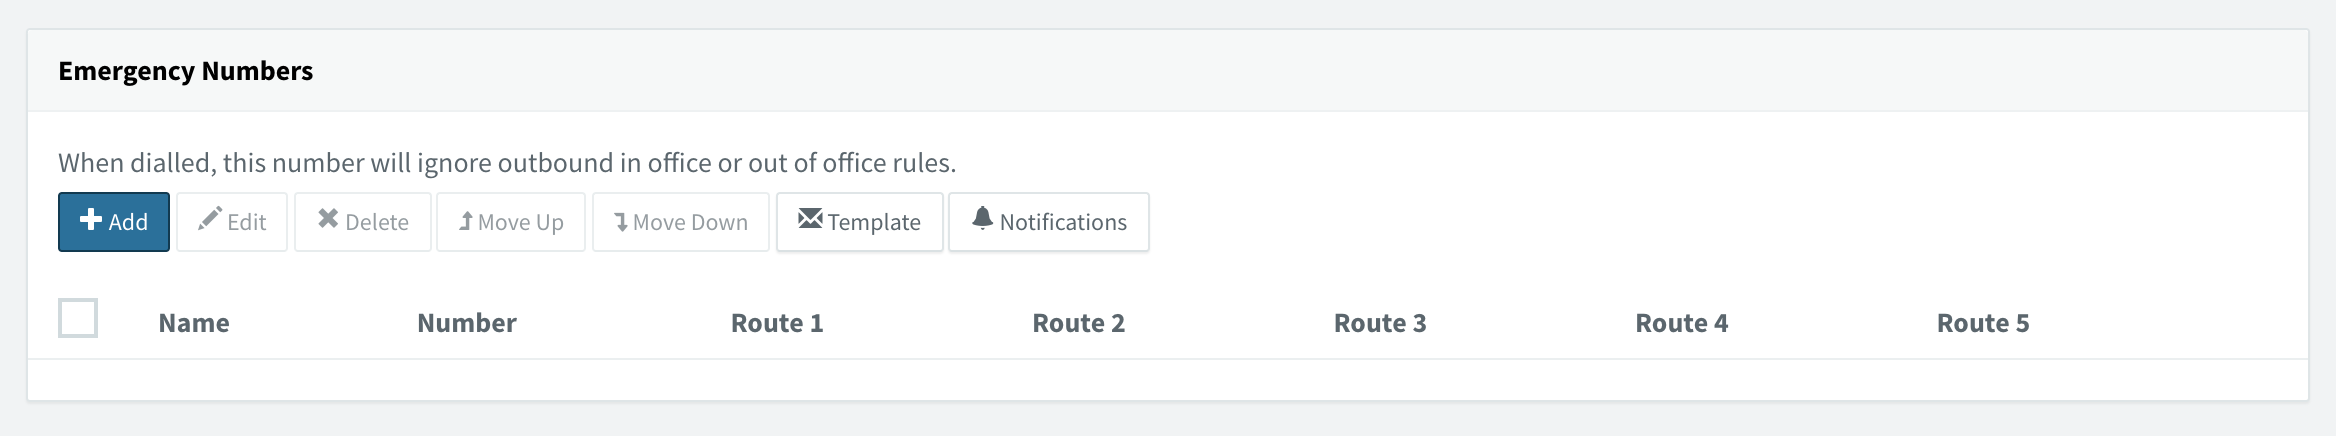 Emergency Numbers
When dialled, this number will ignore outbound in office or out of office rules.
Add Edit Delete Move Up Move Down Template Notifications
Name Number Route 1 Route 2 Route 3 Route 4 Route 5